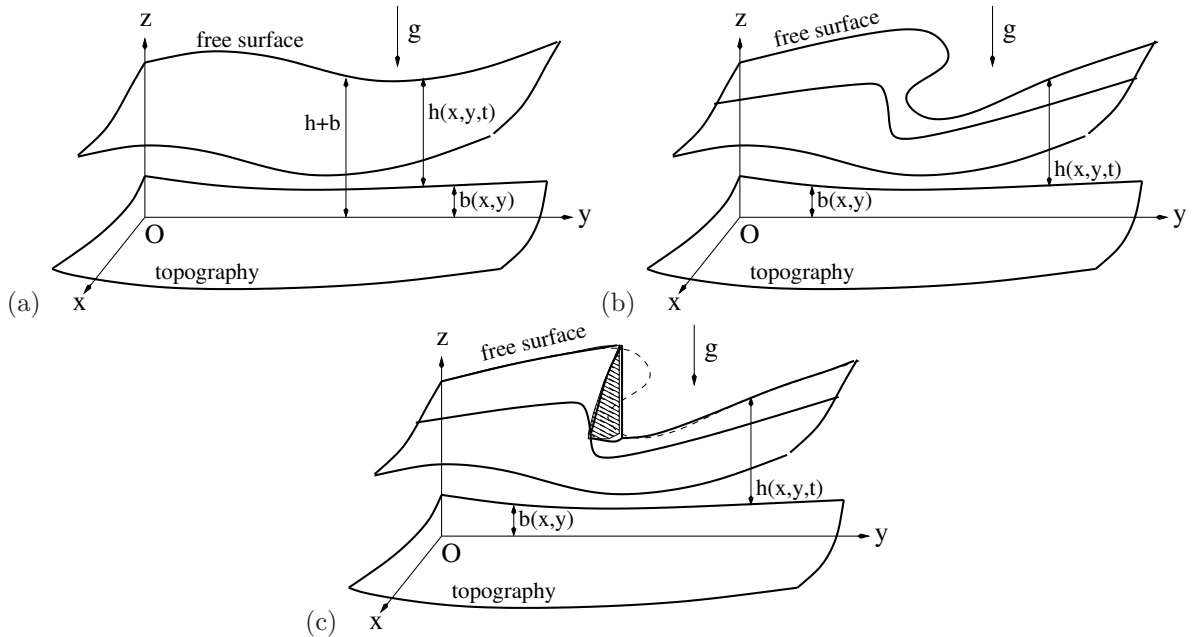 z
free surface
g
h+b
h(x,y,t)
b(x,y)
y
O
topography
x
(a)
z
free surface
g
h(x,y,t)
b(x,y)
y
O
topography
x
(b)
z
free surface
g
h(x,y,t)
b(x,y)
y
O
topography
x
(c)